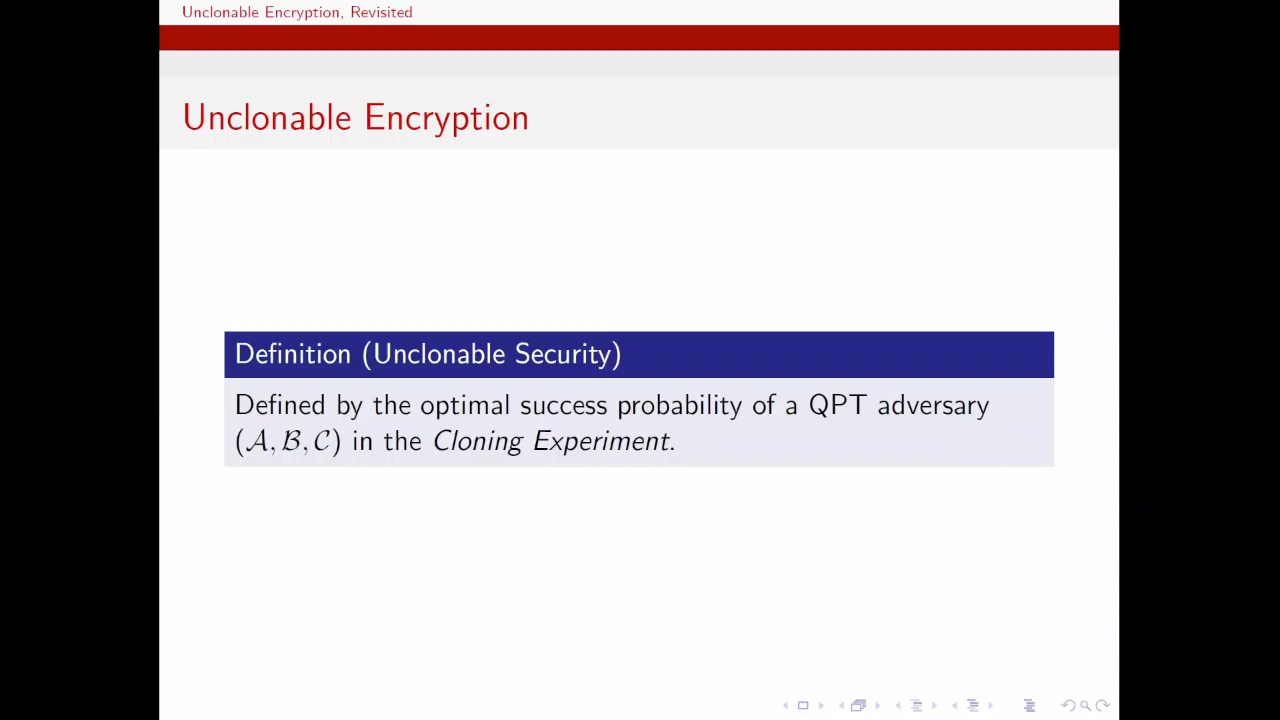 Unclonable Encryption, Revisited
Unclonable Encryption
Definition (Unclonable Security)
Defined by the optimal success probability of a QPT adversary
(𝒜, ℬ, 𝒞) in the Cloning Experiment.